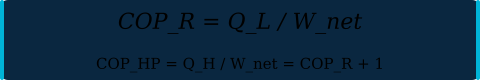 COP_R = Q_L / W_net
COP_HP = Q_H / W_net = COP_R + 1